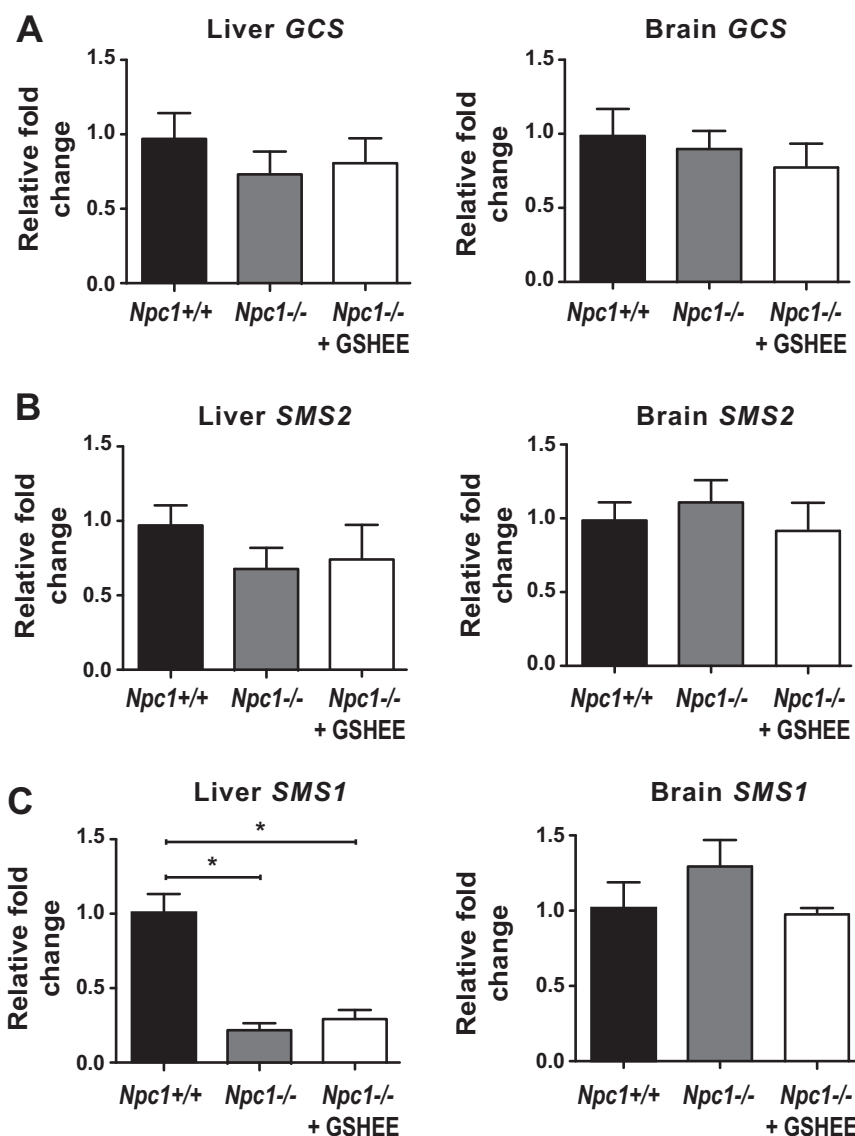 A
Liver GCS
Relative fold
change
1.5
1.0
0.5
0.0
Npc1+/+
Npc1-/-
Npc1-/-
+ GSHEE
Brain GCS
Relative fold
change
1.5
1.0
0.5
0.0
Npc1+/+
Npc1-/-
Npc1-/-
+ GSHEE
B
Liver SMS2
Relative fold
change
1.5
1.0
0.5
0.0
Npc1+/+
Npc1-/-
Npc1-/-
+ GSHEE
Brain SMS2
Relative fold
change
1.5
1.0
0.5
0.0
Npc1+/+
Npc1-/-
Npc1-/-
+ GSHEE
C
Liver SMS1
Relative fold
change
1.5
1.0
0.5
0.0
*
*
Npc1+/+
Npc1-/-
Npc1-/-
+ GSHEE
Brain SMS1
Relative fold
change
1.5
1.0
0.5
0.0
Npc1+/+
Npc1-/-
Npc1-/-
+ GSHEE